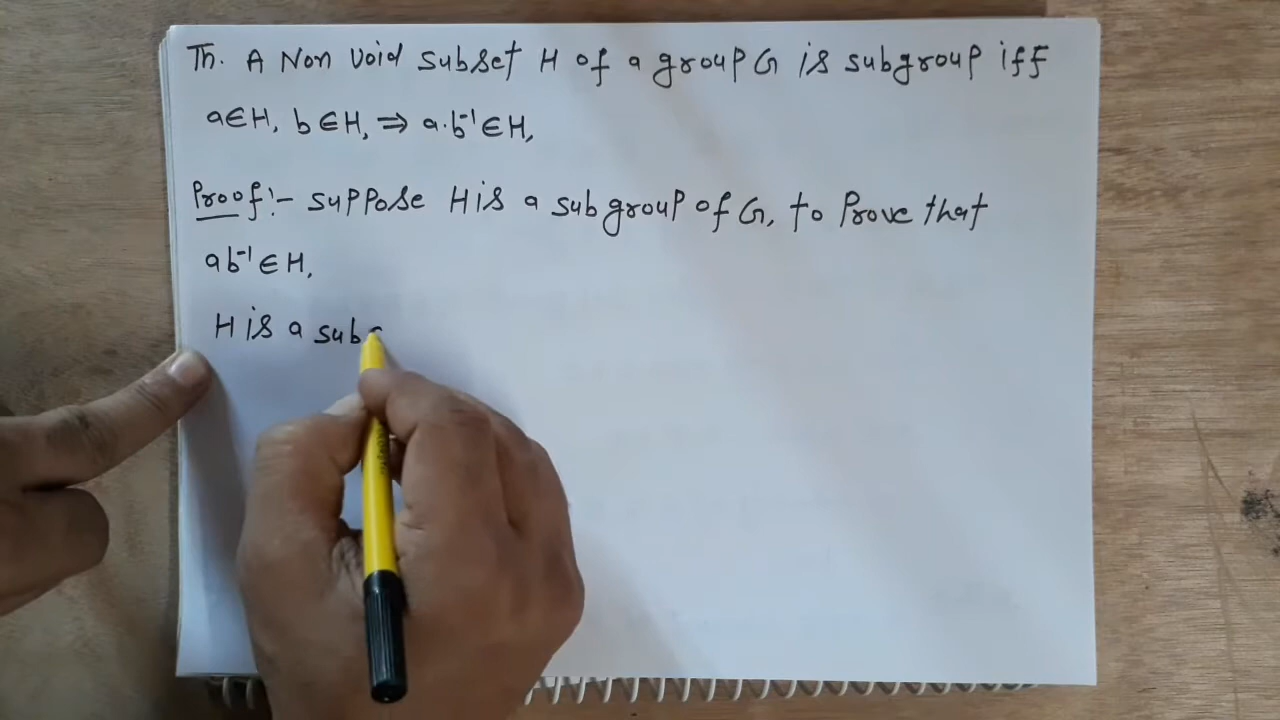 Th. A Non void subset H of a group G is subgroup iff
a∈H, b∈H, ⇒ a.b⁻¹∈H,
Proof:- suppose H is a subgroup of G, to Prove that
ab⁻¹∈H,
H is a sub